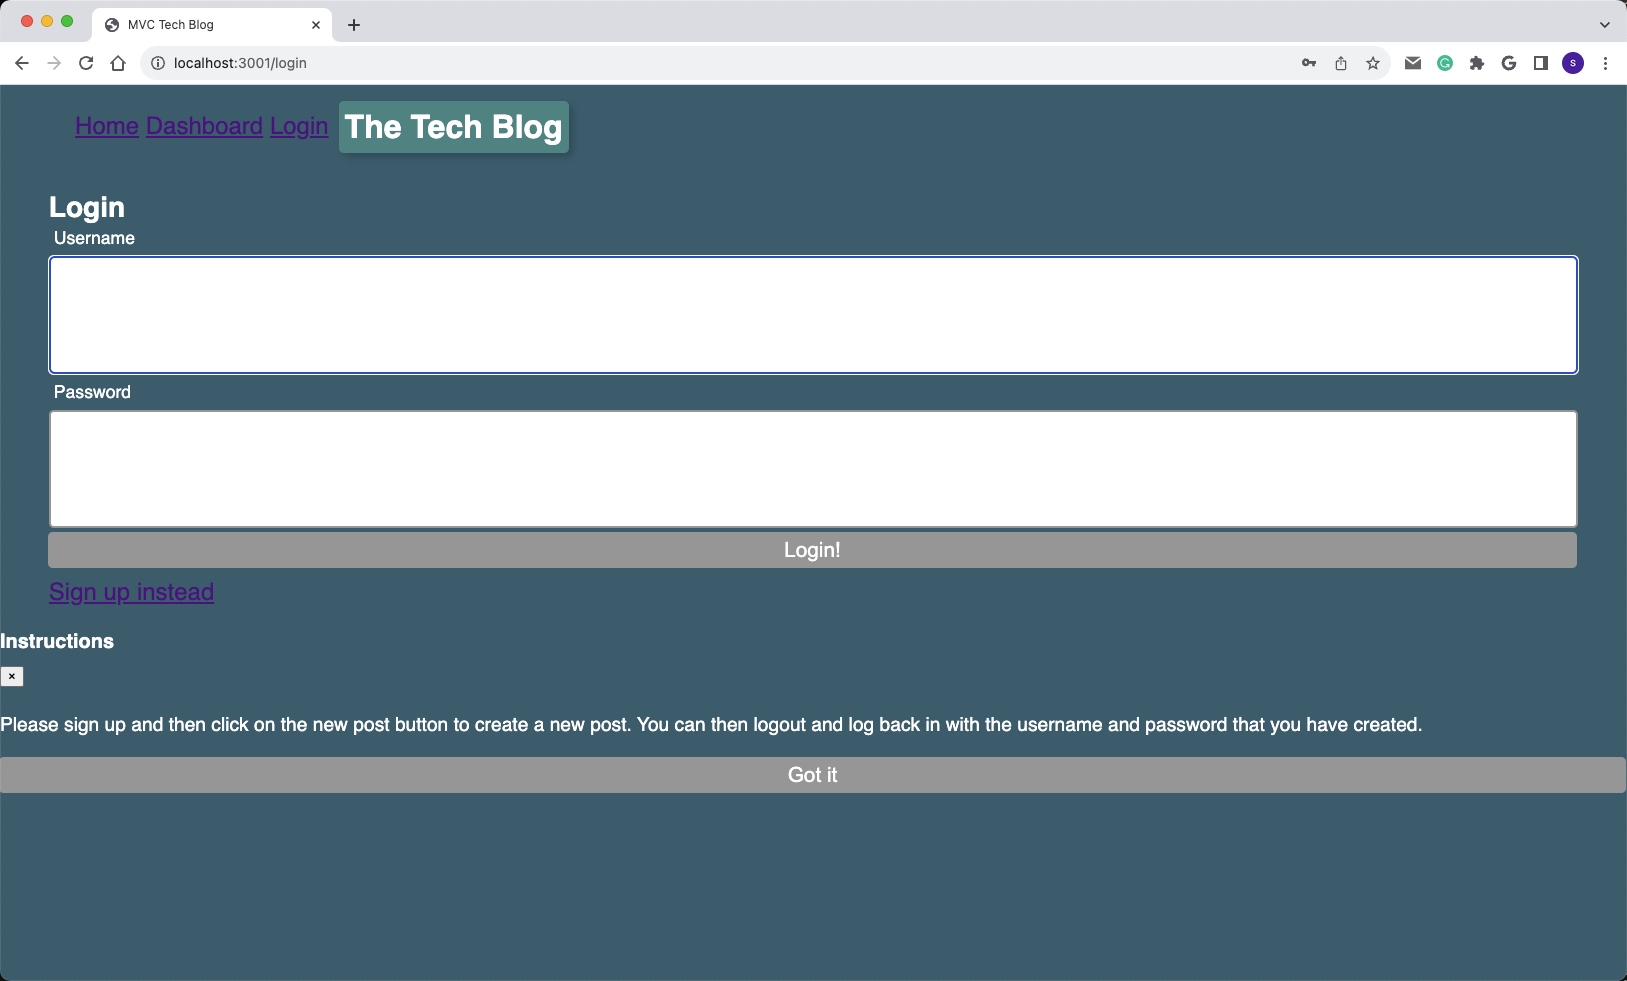 MVC Tech Blog
localhost:3001/login
S
Home Dashboard Login The Tech Blog
Login
Username
Password
Login!
Sign up instead
Instructions
×
Please sign up and then click on the new post button to create a new post. You can then logout and log back in with the username and password that you have created.
Got it